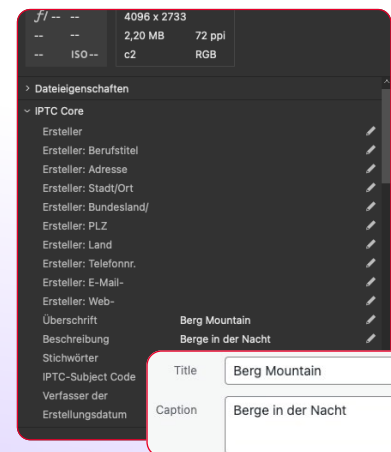 ƒ/ -- --
4096 x 2733
-- --
2,20 MB 72 ppi
-- ISO --
c2 RGB
Dateieigenschaften
IPTC Core
Ersteller
Ersteller: Berufstitel
Ersteller: Adresse
Ersteller: Stadt/Ort
Ersteller: Bundesland/
Ersteller: PLZ
Ersteller: Land
Ersteller: Telefonnr.
Ersteller: E-Mail-
Ersteller: Web-
Überschrift Berg Mountain
Beschreibung Berge in der Nacht
Stichwörter
IPTC-Subject Code
Verfasser der
Erstellungsdatum
Title Berg Mountain
Caption Berge in der Nacht